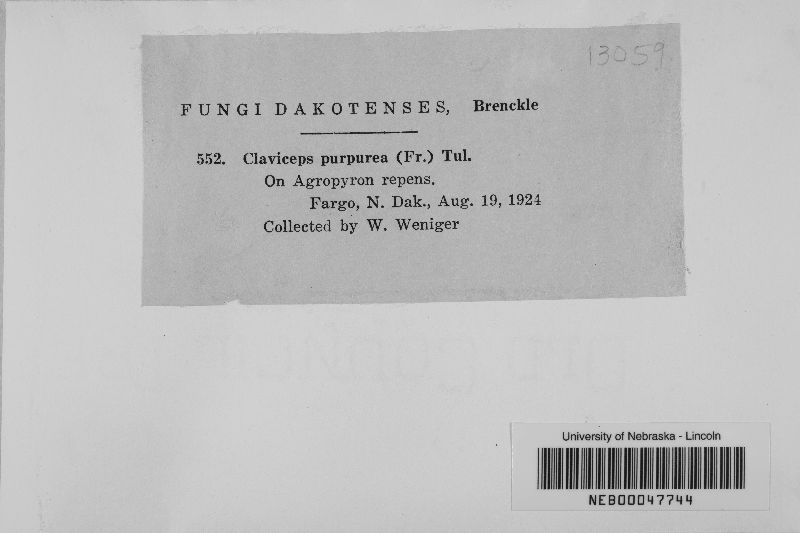 13059
FUNGI DAKOTENSES, Brenckle
552. Claviceps purpurea (Fr.) Tul.
On Agropyron repens.
Fargo, N. Dak., Aug. 19, 1924
Collected by W. Weniger
University of Nebraska - Lincoln
NEB00047744